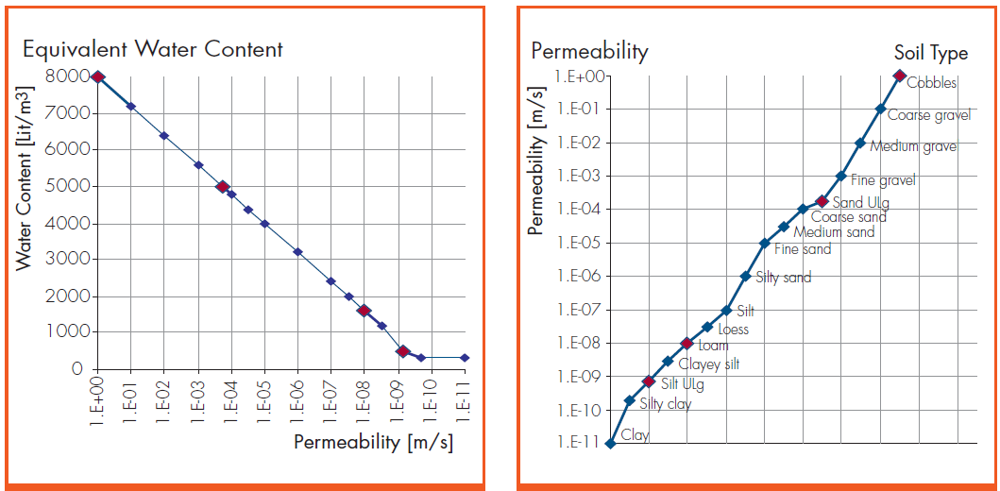 Equivalent Water Content
Water Content [Lit/m3]
8000
7000
6000
5000
4000
3000
2000
1000
0
1.E+00
1.E-01
1.E-02
1.E-03
1.E-04
1.E-05
1.E-06
1.E-07
1.E-08
1.E-09
1.E-10
1.E-11
Permeability [m/s]
Permeability
Soil Type
Permeability [m/s]
1.E+00
1.E-01
1.E-02
1.E-03
1.E-04
1.E-05
1.E-06
1.E-07
1.E-08
1.E-09
1.E-10
1.E-11
Cobbles
Coarse gravel
Medium gravel
Fine gravel
Sand ULg
Coarse sand
Medium sand
Fine sand
Silty sand
Silt
Loess
Loam
Clayey silt
Silt ULg
Silty clay
Clay